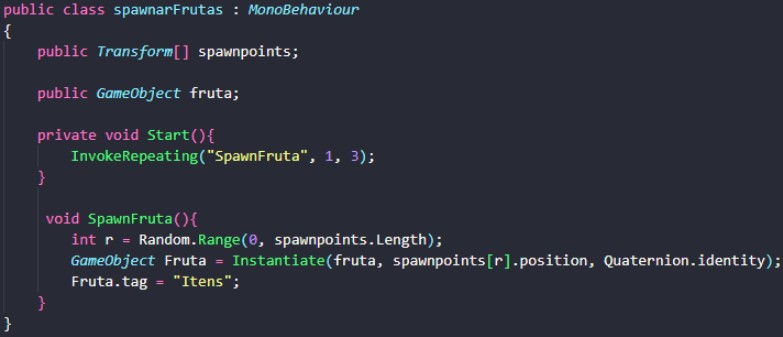 public class spawnarFrutas : MonoBehaviour
{
    public Transform[] spawnpoints;

    public GameObject fruta;

    private void Start(){
        InvokeRepeating("SpawnFruta", 1, 3);
    }

     void SpawnFruta(){
        int r = Random.Range(0, spawnpoints.Length);
        GameObject Fruta = Instantiate(fruta, spawnpoints[r].position, Quaternion.identity);
        Fruta.tag = "Itens";
    }
}